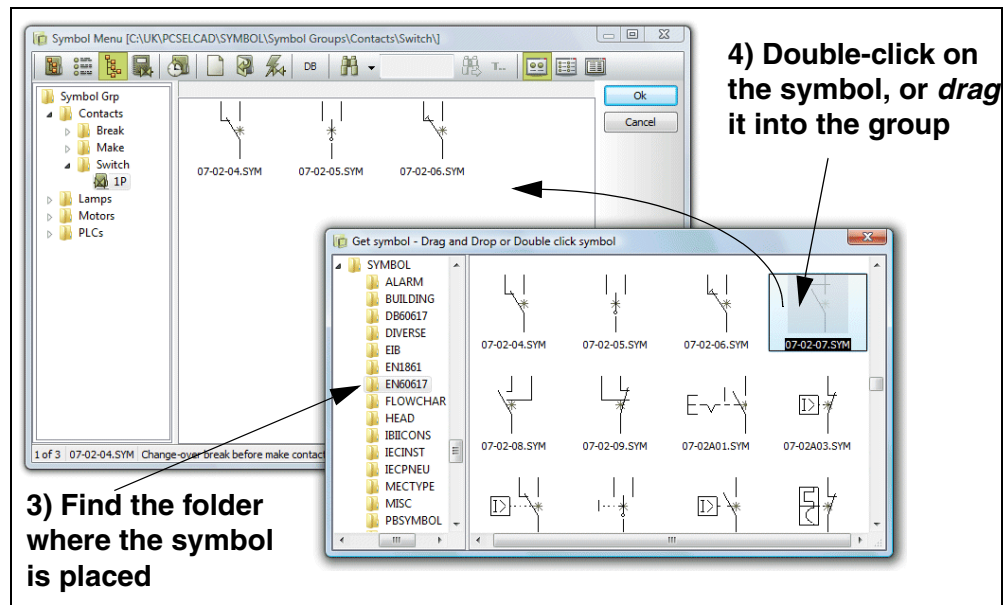 Symbol Menu [C:\UK\PCSELCAD\SYMBOL\Symbol Groups\Contacts\Switch\]
DB
T...
Symbol Grp
Contacts
Break
Make
Switch
1P
Lamps
Motors
PLCs
07-02-04.SYM 07-02-05.SYM 07-02-06.SYM
Ok
Cancel
1 of 3 07-02-04.SYM Change-over break before make contact
4) Double-click on
the symbol, or drag
it into the group
Get symbol - Drag and Drop or Double click symbol
SYMBOL
ALARM
BUILDING
DB60617
DIVERSE
EIB
EN1861
EN60617
FLOWCHAR
HEAD
IBIICONS
IECINST
IECPNEU
MECTYPE
MISC
PBSYMBOL
07-02-04.SYM 07-02-05.SYM 07-02-06.SYM 07-02-07.SYM
07-02-08.SYM 07-02-09.SYM 07-02A01.SYM 07-02A03.SYM
3) Find the folder
where the symbol
is placed